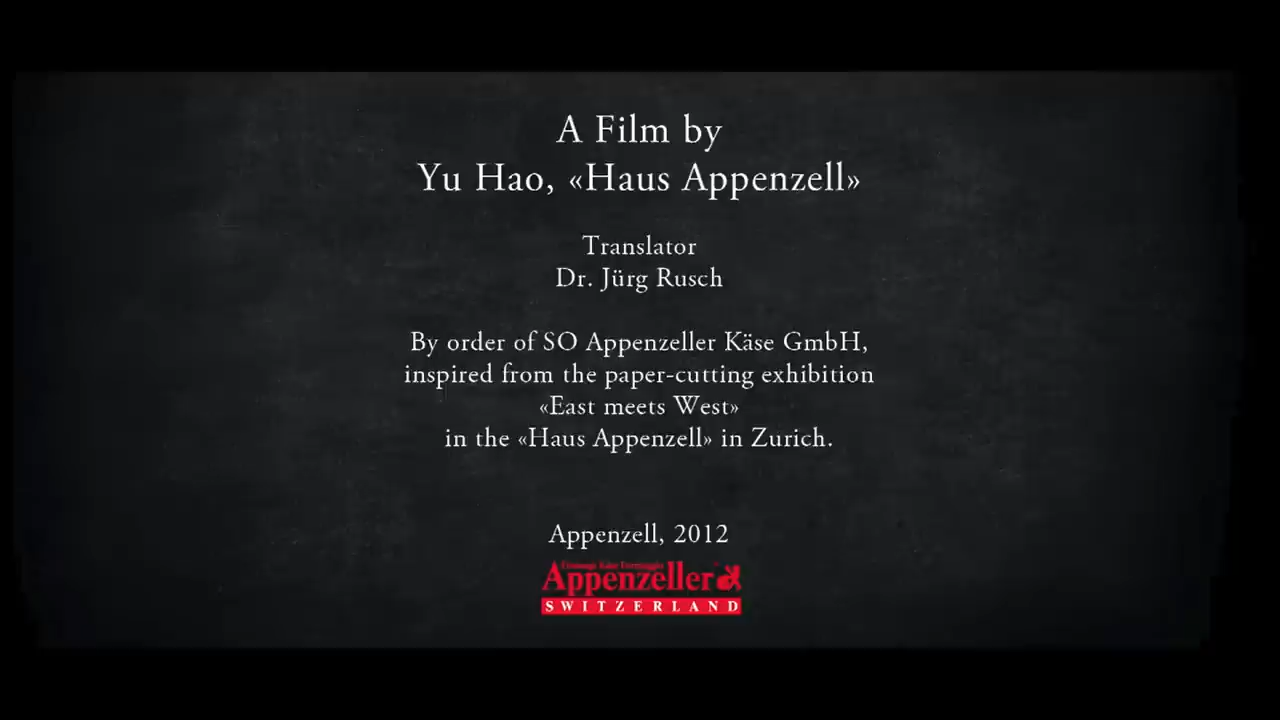 A Film by
Yu Hao, «Haus Appenzell»
Translator
Dr. Jürg Rusch
By order of SO Appenzeller Käse GmbH,
inspired from the paper-cutting exhibition
«East meets West»
in the «Haus Appenzell» in Zurich.
Appenzell, 2012
Appenzeller
SWITZERLAND